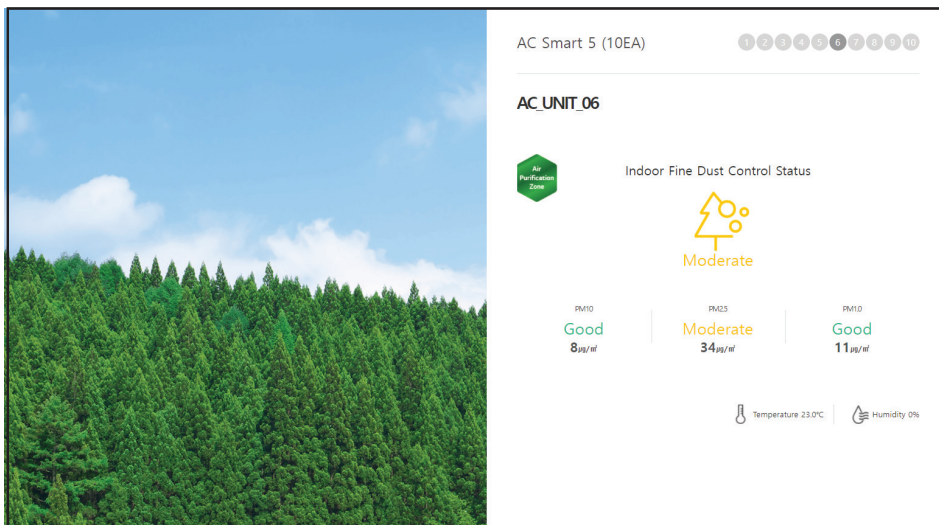 AC Smart 5 (10EA)
1 2 3 4 5 6 7 8 9 10
AC_UNIT_06
Air
Purification
Zone
Indoor Fine Dust Control Status
Moderate
PM10
Good
8㎍/㎥
PM2.5
Moderate
34㎍/㎥
PM1.0
Good
11㎍/㎥
Temperature 23.0℃
Humidity 0%